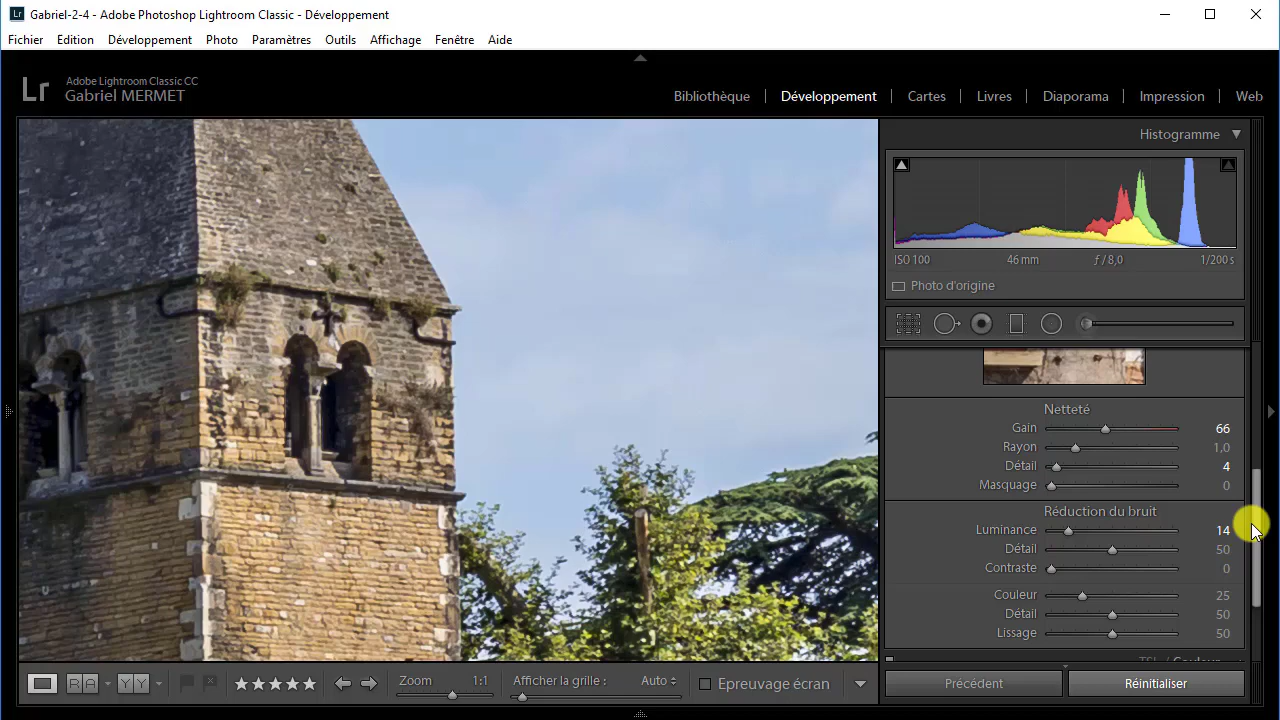 Lr Gabriel-2-4 - Adobe Photoshop Lightroom Classic - Développement
Fichier Edition Développement Photo Paramètres Outils Affichage Fenêtre Aide
Lr Adobe Lightroom Classic CC
Gabriel MERMET
Bibliothèque Développement Cartes Livres Diaporama Impression Web
Histogramme
ISO 100 46 mm ƒ / 8,0 1/200 s
Photo d'origine
Netteté
Gain 66
Rayon 1,0
Détail 4
Masquage 0
Réduction du bruit
Luminance 14
Détail 50
Contraste 0
Couleur 25
Détail 50
Lissage 50
TSL / Couleur
R A Y Y Zoom 1:1 Afficher la grille : Auto Epreuvage écran
Précédent Réinitialiser